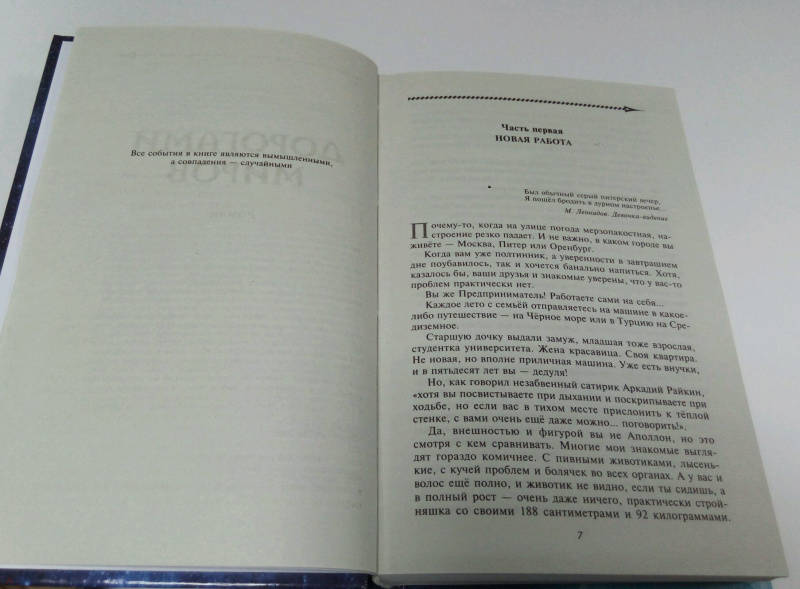 Все события в книге являются вымышленными,
а совпадения — случайными
Часть первая
НОВАЯ РАБОТА
Был обычный серый питерский вечер,
Я пошёл бродить в дурном настроенье...
М. Леонидов. Девочка-видение
Почему-то, когда на улице погода мерзопакостная, на-
строение резко падает. И не важно, в каком городе вы
живёте — Москва, Питер или Оренбург.
Когда вам уже полтинник, а уверенности в завтрашнем
дне поубавилось, так и хочется банально напиться. Хотя,
казалось бы, ваши друзья и знакомые уверены, что у вас-то
проблем практически нет.
Вы же Предприниматель! Работаете сами на себя...
Каждое лето с семьёй отправляетесь на машине в какое-
либо путешествие — на Чёрное море или в Турцию на Сре-
диземное.
Старшую дочку выдали замуж, младшая тоже взрослая,
студентка университета. Жена красавица. Своя квартира.
Не новая, но вполне приличная машина. Уже есть внучки,
и в пятьдесят лет вы — дедуля!
Но, как говорил незабвенный сатирик Аркадий Райкин,
«хотя вы посвистываете при дыхании и поскрипываете при
ходьбе, но если вас в тихом месте прислонить к тёплой
стенке, с вами очень ещё даже можно... поговорить!».
Да, внешностью и фигурой вы не Аполлон, но это
смотря с кем сравнивать. Многие мои знакомые выгля-
дят гораздо комичнее. С пивными животиками, лысень-
кие, с кучей проблем и болячек во всех органах. А у вас и
волос ещё полно, и животик не видно, если ты сидишь, а
в полный рост — очень даже ничего, практически строй-
няшка со своими 188 сантиметрами и 92 килограммами.
7